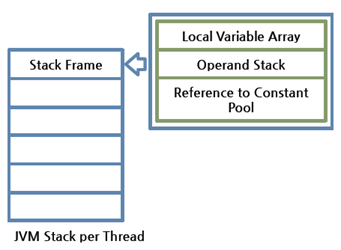 Local Variable Array
Stack Frame
Operand Stack
Reference to Constant
Pool
JVM Stack per Thread